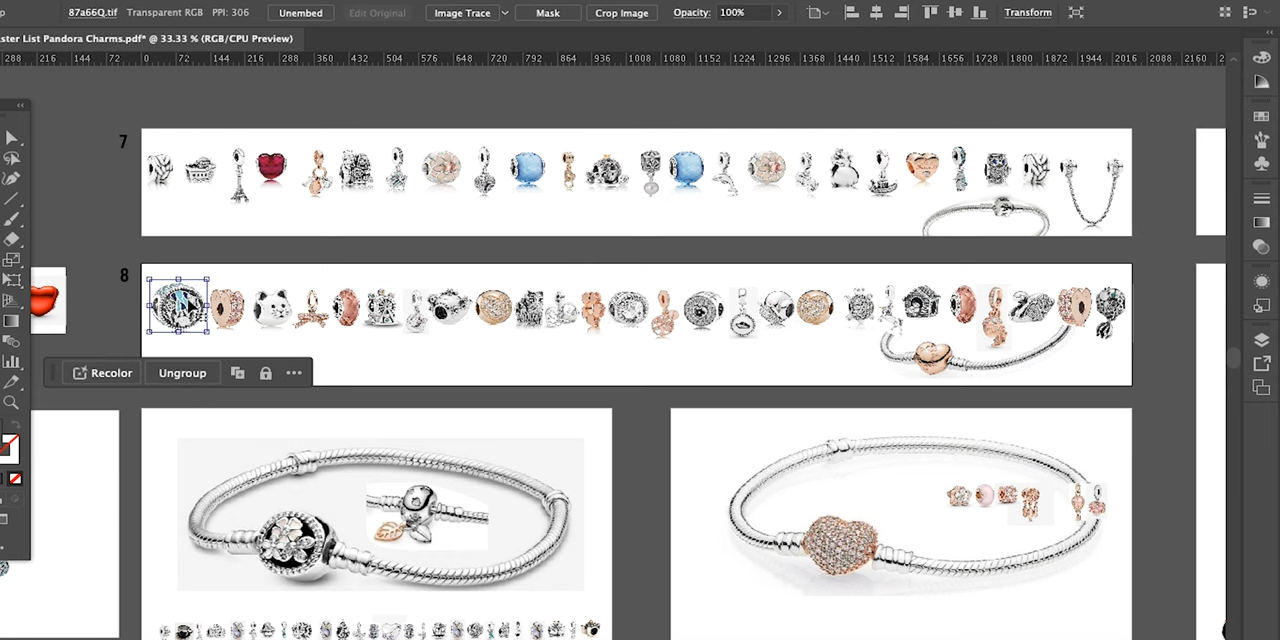 87a66Q.tif Transparent RGB PPI: 306 Unembed Edit Original Image Trace Mask Crop Image Opacity: 100% Transform
aster List Pandora Charms.pdf* @ 33.33 % (RGB/CPU Preview)
288 216 144 72 0 72 144 216 288 360 432 504 576 648 720 792 864 936 1008 1080 1152 1224 1296 1368 1440 1512 1584 1656 1728 1800 1872 1944 2016 2088 2160
7
8
Recolor Ungroup